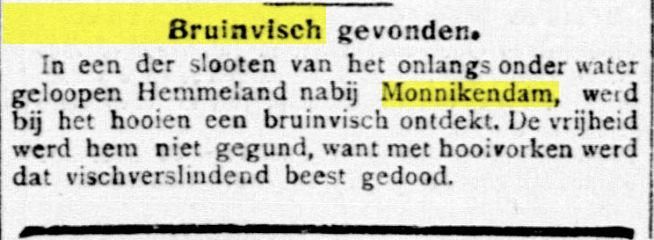 Bruinvisch gevonden.
In een der slooten van het onlangs onder water
geloopen Hemmeland nabij Monnikendam, werd
bij het hooien een bruinvisch ontdekt. De vrijheid
werd hem niet gegund, want met hooivorken werd
dat vischverslindend beest gedood.